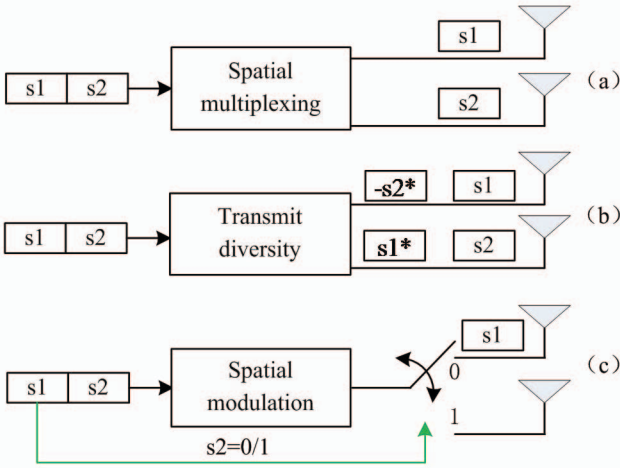 s1
s1 s2
Spatial
multiplexing
s2
(a)
-s2* s1
s1 s2
Transmit
diversity
s1* s2
(b)
s1
s1 s2
Spatial
modulation
0
(c)
1
s2=0/1